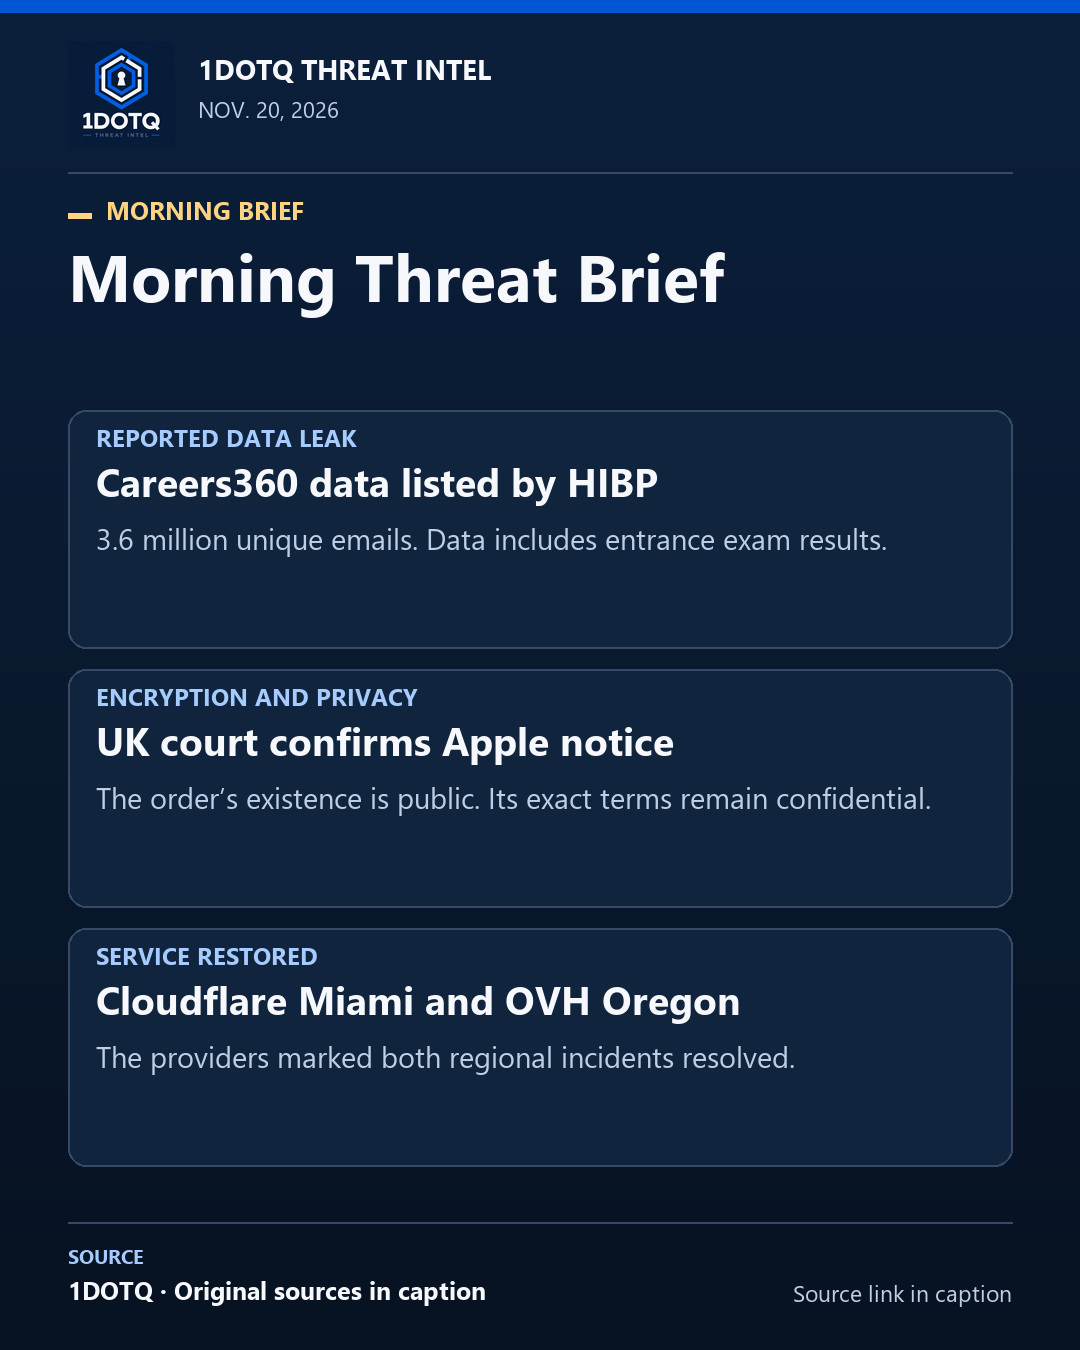 1DOTQ
THREAT INTEL
1DOTQ THREAT INTEL
NOV. 20, 2026
MORNING BRIEF
Morning Threat Brief
REPORTED DATA LEAK
Careers360 data listed by HIBP
3.6 million unique emails. Data includes entrance exam results.
ENCRYPTION AND PRIVACY
UK court confirms Apple notice
The order’s existence is public. Its exact terms remain confidential.
SERVICE RESTORED
Cloudflare Miami and OVH Oregon
The providers marked both regional incidents resolved.
SOURCE
1DOTQ · Original sources in caption
Source link in caption